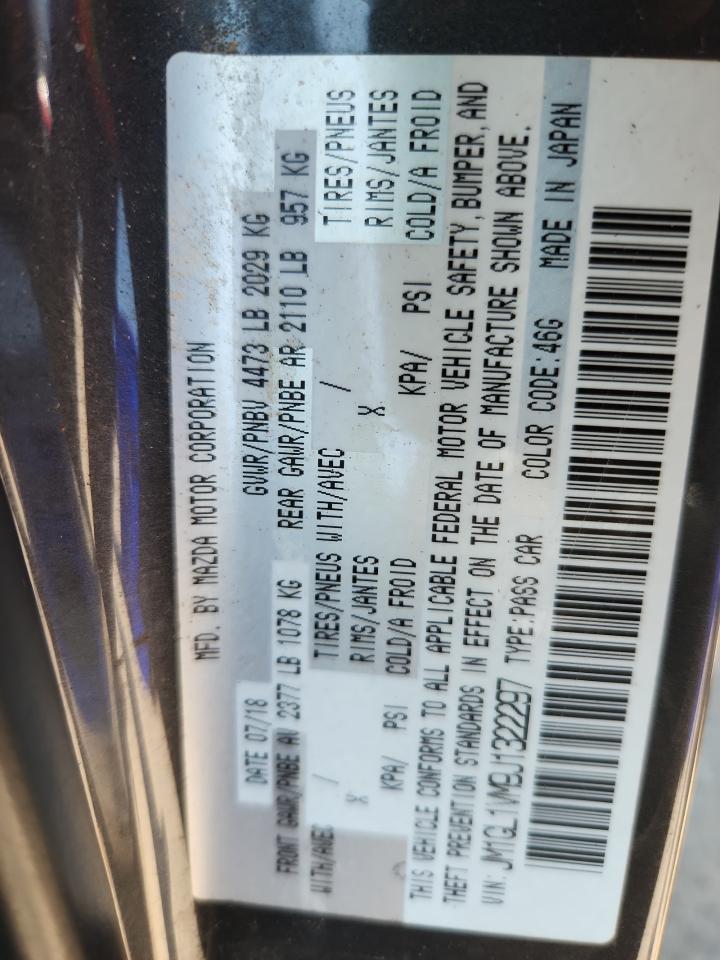 MFD. BY MAZDA MOTOR CORPORATION
DATE 07/18 GVWR/PNBV 4473 LB 2029 KG
FRONT GAWR/PNBE AV 2377 LB 1078 KG REAR GAWR/PNBE AR 2110 LB 957 KG
WITH/AVEC / TIRES/PNEUS WITH/AVEC / TIRES/PNEUS
X RIMS/JANTES X RIMS/JANTES
KPA/ PSI COLD/A FROID KPA/ PSI COLD/A FROID
THIS VEHICLE CONFORMS TO ALL APPLICABLE FEDERAL MOTOR VEHICLE SAFETY, BUMPER, AND
THEFT PREVENTION STANDARDS IN EFFECT ON THE DATE OF MANUFACTURE SHOWN ABOVE.
VIN: JM1GL1WM9J1322297 TYPE:PASS CAR COLOR CODE:46G MADE IN JAPAN